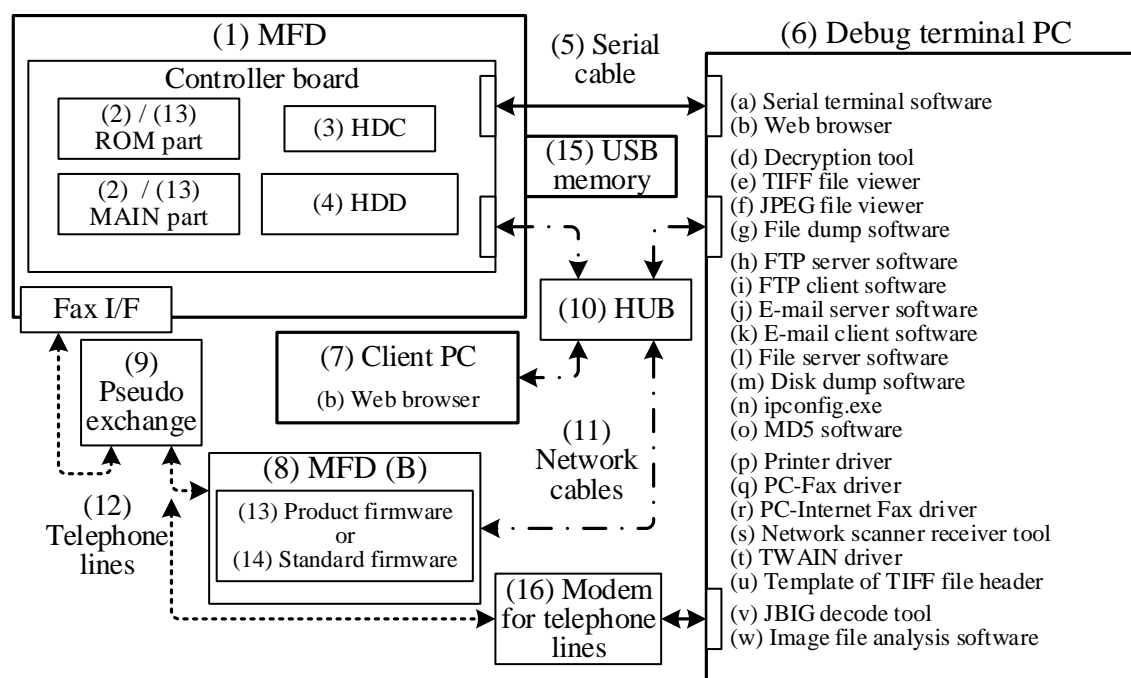 (1) MFD
Controller board
(2) / (13)
ROM part
(3) HDC
(2) / (13)
MAIN part
(4) HDD
Fax I/F
(5) Serial
cable
(15) USB
memory
(10) HUB
(7) Client PC
(b) Web browser
(9)
Pseudo
exchange
(11)
Network
cables
(12)
Telephone
lines
(8) MFD (B)
(13) Product firmware
or
(14) Standard firmware
(16) Modem
for telephone
lines
(6) Debug terminal PC
(a) Serial terminal software
(b) Web browser
(d) Decryption tool
(e) TIFF file viewer
(f) JPEG file viewer
(g) File dump software
(h) FTP server software
(i) FTP client software
(j) E-mail server software
(k) E-mail client software
(l) File server software
(m) Disk dump software
(n) ipconfig.exe
(o) MD5 software
(p) Printer driver
(q) PC-Fax driver
(r) PC-Internet Fax driver
(s) Network scanner receiver tool
(t) TWAIN driver
(u) Template of TIFF file header
(v) JBIG decode tool
(w) Image file analysis software